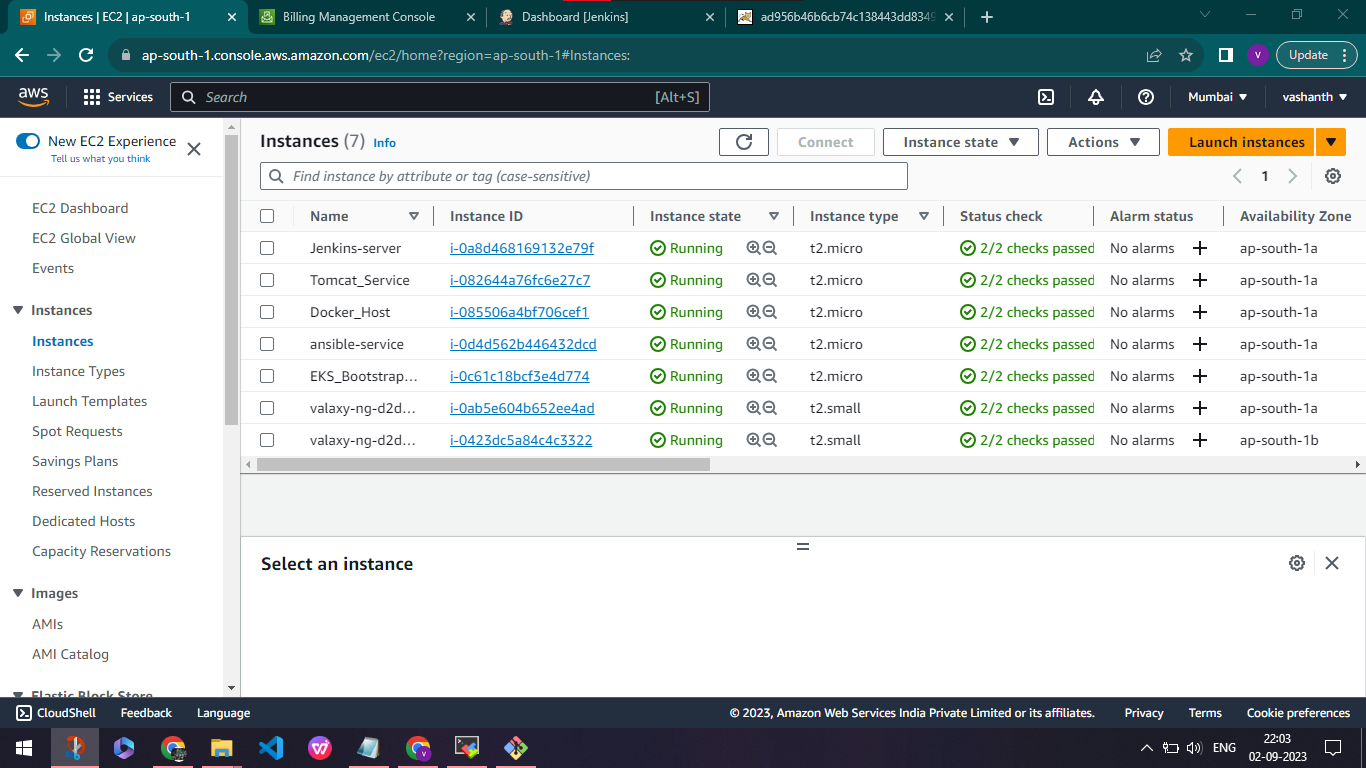 Instances | EC2 | ap-south-1
Billing Management Console
Dashboard [Jenkins]
ad956b46b6cb74c138443dd8349
ap-south-1.console.aws.amazon.com/ec2/home?region=ap-south-1#Instances:
V
Update
aws
Services
Search
[Alt+S]
Mumbai
vashanth
New EC2 Experience
Tell us what you think
EC2 Dashboard
EC2 Global View
Events
Instances
Instances
Instance Types
Launch Templates
Spot Requests
Savings Plans
Reserved Instances
Dedicated Hosts
Capacity Reservations
Images
AMIs
AMI Catalog
Elastic Block Store
Instances (7) Info
Connect
Instance state
Actions
Launch instances
Find instance by attribute or tag (case-sensitive)
1
Name Instance ID Instance state Instance type Status check Alarm status Availability Zone
Jenkins-server i-0a8d468169132e79f Running t2.micro 2/2 checks passed No alarms ap-south-1a
Tomcat_Service i-082644a76fc6e27c7 Running t2.micro 2/2 checks passed No alarms ap-south-1a
Docker_Host i-085506a4bf706cef1 Running t2.micro 2/2 checks passed No alarms ap-south-1a
ansible-service i-0d4d562b446432dcd Running t2.micro 2/2 checks passed No alarms ap-south-1a
EKS_Bootstrap... i-0c61c18bcf3e4d774 Running t2.micro 2/2 checks passed No alarms ap-south-1a
valaxy-ng-d2d... i-0ab5e604b652ee4ad Running t2.small 2/2 checks passed No alarms ap-south-1a
valaxy-ng-d2d... i-0423dc5a84c4c3322 Running t2.small 2/2 checks passed No alarms ap-south-1b
Select an instance
CloudShell
Feedback
Language
© 2023, Amazon Web Services India Private Limited or its affiliates.
Privacy
Terms
Cookie preferences
ENG
22:03
02-09-2023